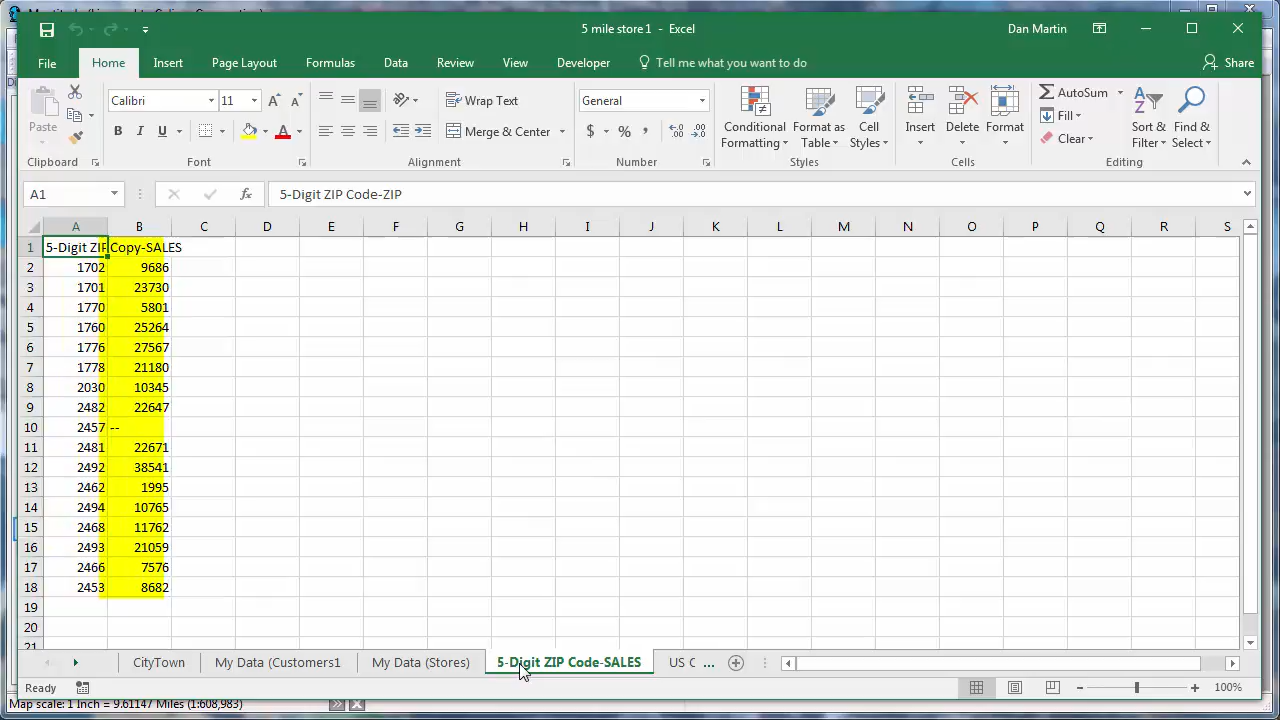 5 mile store 1 - Excel
Dan Martin
File Home Insert Page Layout Formulas Data Review View Developer Tell me what you want to do Share
Paste
Clipboard
Calibri 11
B I U
Font
Wrap Text
Merge & Center
Alignment
General
$ % ,
Number
Conditional Formatting
Format as Table
Cell Styles
Styles
Insert
Delete
Format
Cells
AutoSum
Fill
Clear
Sort & Filter
Find & Select
Editing
A1 fx 5-Digit ZIP Code-ZIP
A B C D E F G H I J K L M N O P Q R S
1 5-Digit ZIP Copy-SALES
2 1702 9686
3 1701 23730
4 1770 5801
5 1760 25264
6 1776 27567
7 1778 21180
8 2030 10345
9 2482 22647
10 2457 --
11 2481 22671
12 2492 38541
13 2462 1995
14 2494 10765
15 2468 11762
16 2493 21059
17 2466 7576
18 2453 8682
19
20
21
CityTown My Data (Customers1 My Data (Stores) 5-Digit ZIP Code-SALES US C ...
Ready 100%
Map scale: 1 Inch = 9.61147 Miles (1:608,983)